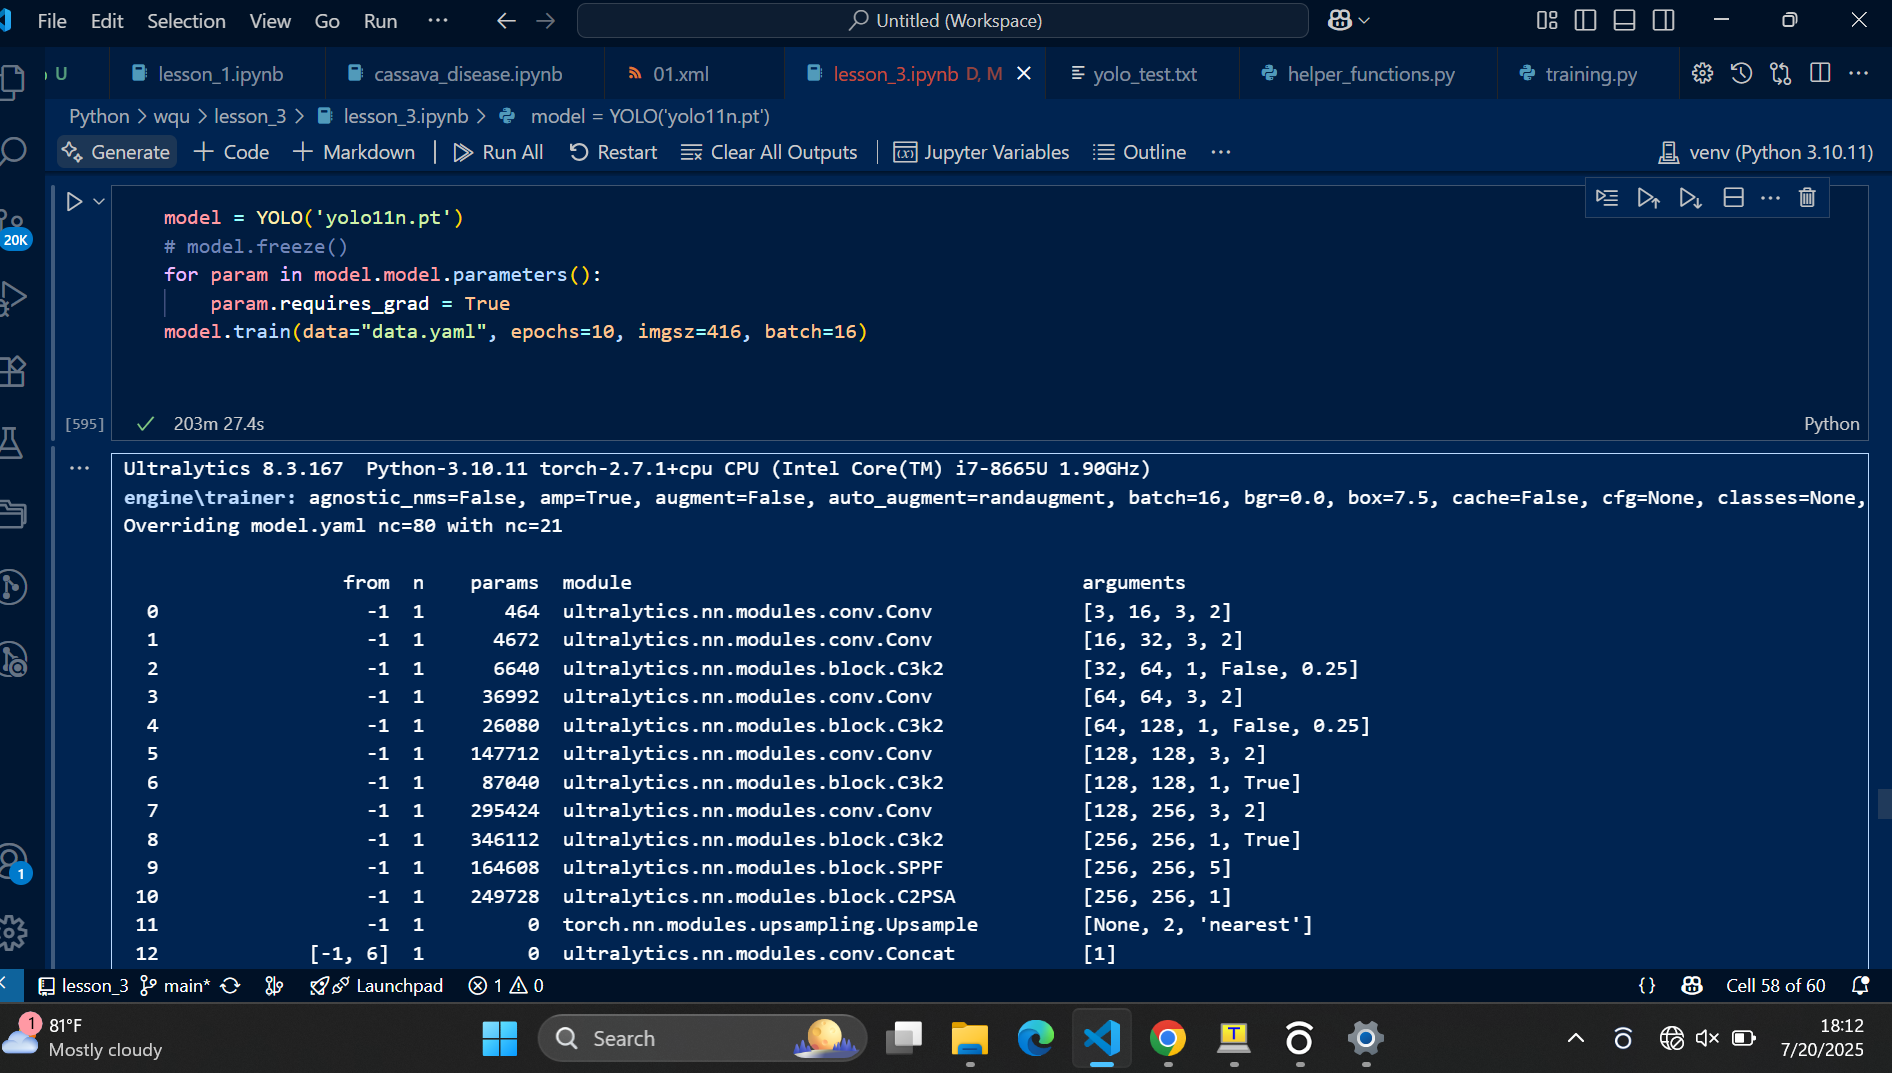 File Edit Selection View Go Run ··· Untitled (Workspace)
U lesson_1.ipynb cassava_disease.ipynb 01.xml lesson_3.ipynb D, M yolo_test.txt helper_functions.py training.py
Python > wqu > lesson_3 > lesson_3.ipynb > model = YOLO('yolo11n.pt')
Generate + Code + Markdown Run All Restart Clear All Outputs Jupyter Variables Outline ··· venv (Python 3.10.11)
model = YOLO('yolo11n.pt')
# model.freeze()
for param in model.model.parameters():
param.requires_grad = True
model.train(data="data.yaml", epochs=10, imgsz=416, batch=16)
20K
[595] 203m 27.4s Python
Ultralytics 8.3.167 Python-3.10.11 torch-2.7.1+cpu CPU (Intel Core(TM) i7-8665U 1.90GHz)
engine\trainer: agnostic_nms=False, amp=True, augment=False, auto_augment=randaugment, batch=16, bgr=0.0, box=7.5, cache=False, cfg=None, classes=None,
Overriding model.yaml nc=80 with nc=21
from n params module arguments
0 -1 1 464 ultralytics.nn.modules.conv.Conv [3, 16, 3, 2]
1 -1 1 4672 ultralytics.nn.modules.conv.Conv [16, 32, 3, 2]
2 -1 1 6640 ultralytics.nn.modules.block.C3k2 [32, 64, 1, False, 0.25]
3 -1 1 36992 ultralytics.nn.modules.conv.Conv [64, 64, 3, 2]
4 -1 1 26080 ultralytics.nn.modules.block.C3k2 [64, 128, 1, False, 0.25]
5 -1 1 147712 ultralytics.nn.modules.conv.Conv [128, 128, 3, 2]
6 -1 1 87040 ultralytics.nn.modules.block.C3k2 [128, 128, 1, True]
7 -1 1 295424 ultralytics.nn.modules.conv.Conv [128, 256, 3, 2]
8 -1 1 346112 ultralytics.nn.modules.block.C3k2 [256, 256, 1, True]
9 -1 1 164608 ultralytics.nn.modules.block.SPPF [256, 256, 5]
10 -1 1 249728 ultralytics.nn.modules.block.C2PSA [256, 256, 1]
11 -1 1 0 torch.nn.modules.upsampling.Upsample [None, 2, 'nearest']
12 [-1, 6] 1 0 ultralytics.nn.modules.conv.Concat [1]
1
lesson_3 main* Launchpad 1 0 {} Cell 58 of 60
1 81°F
Mostly cloudy
Search
T
18:12
7/20/2025